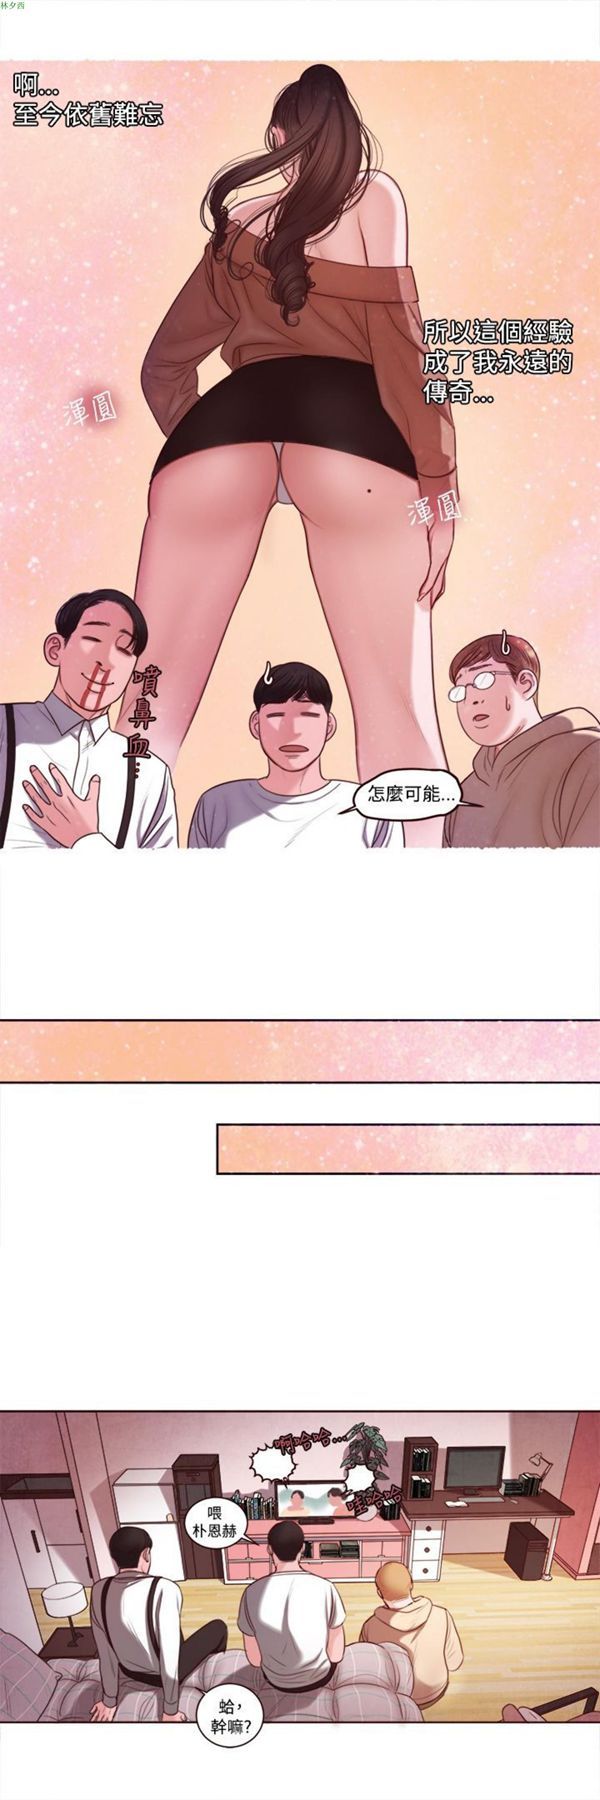 林夕西
啊...
至今依舊難忘
所以這個經驗
成了我永遠的
傳奇...
渾圓
渾圓
噴鼻血...
怎麼可能...
啊哈哈...
哇哈哈
喂
朴恩赫
蛤，
幹嘛？